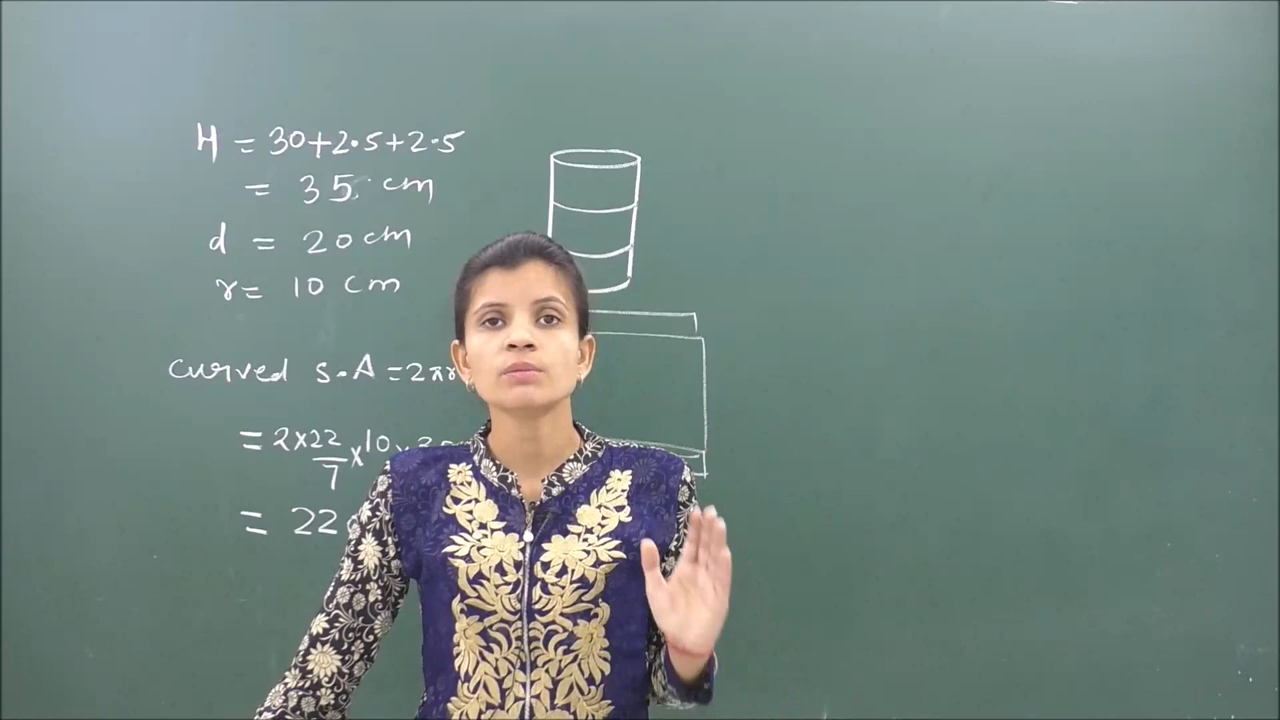 H = 30+2.5+2.5
= 35 cm
d = 20 cm
r = 10 cm
curved S.A = 2πr
= 2×22/7 ×10×
= 22